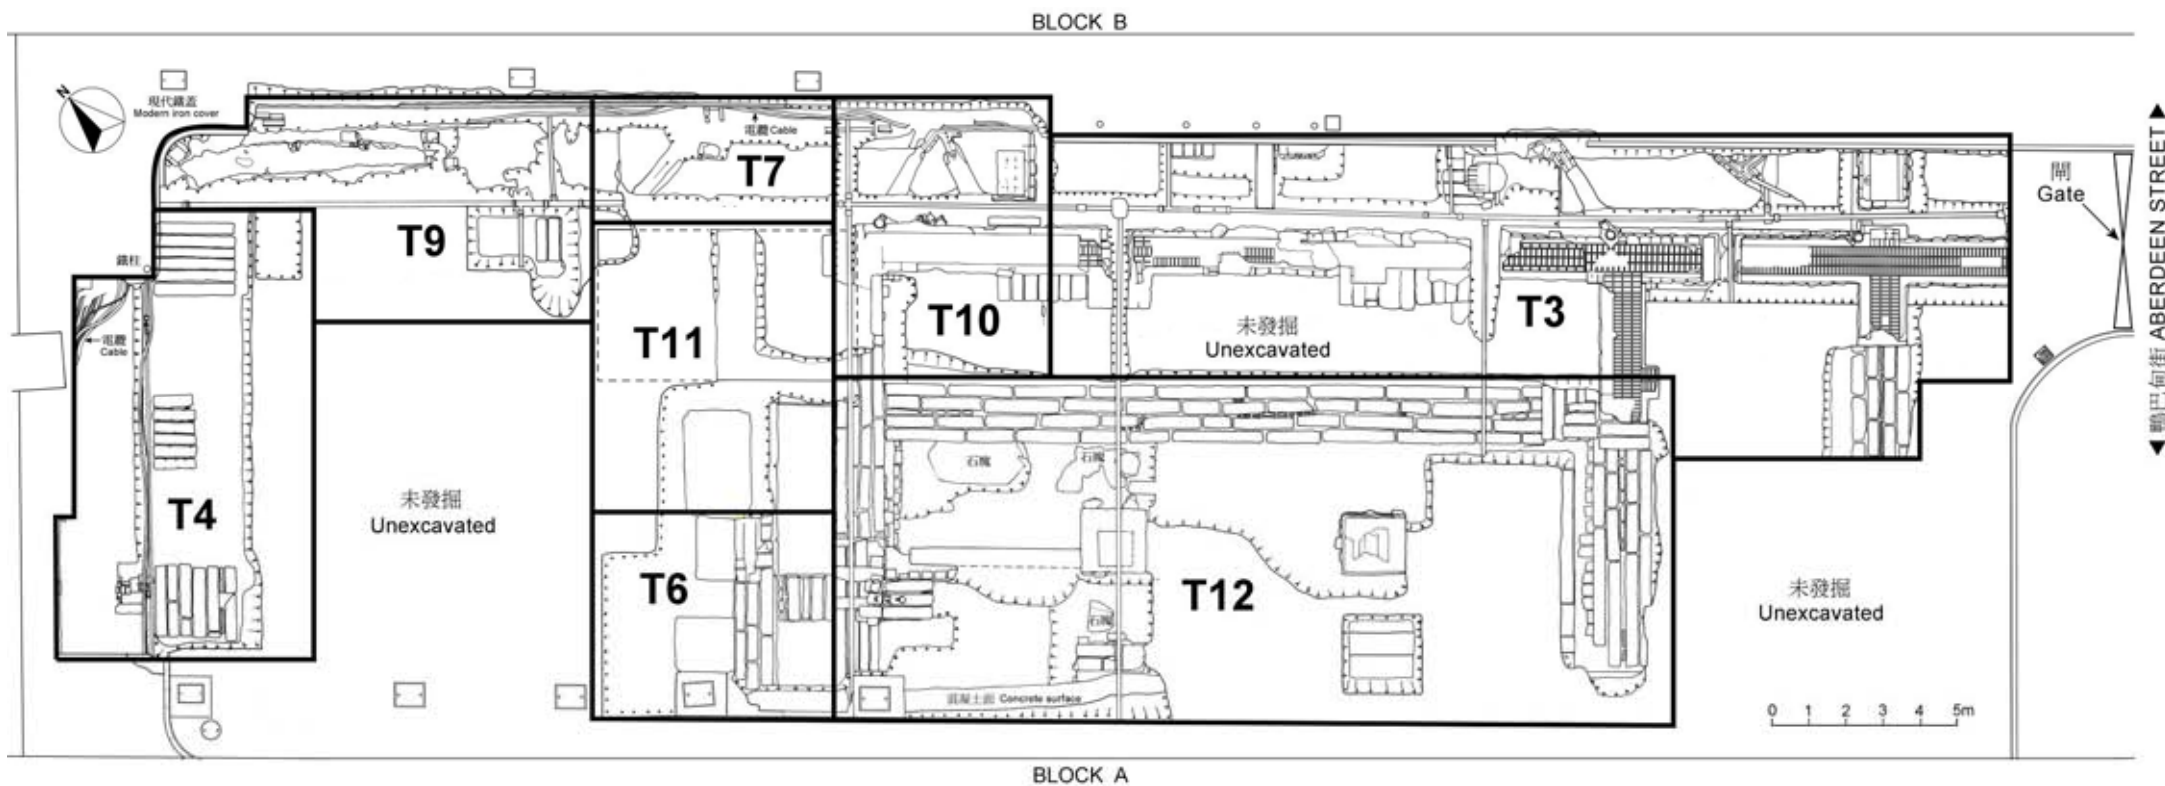 BLOCK B
N
現代鐵蓋
Modern iron cover
電纜 Cable
T7
閘
Gate
◀鴨巴甸街 ABERDEEN STREET▶
T9
鐵柱
電纜
Cable
T11
T10
未發掘
Unexcavated
T3
石塊
石塊
T4
未發掘
Unexcavated
T6
T12
石塊
未發掘
Unexcavated
混凝土面 Concrete surface
0 1 2 3 4 5m
BLOCK A